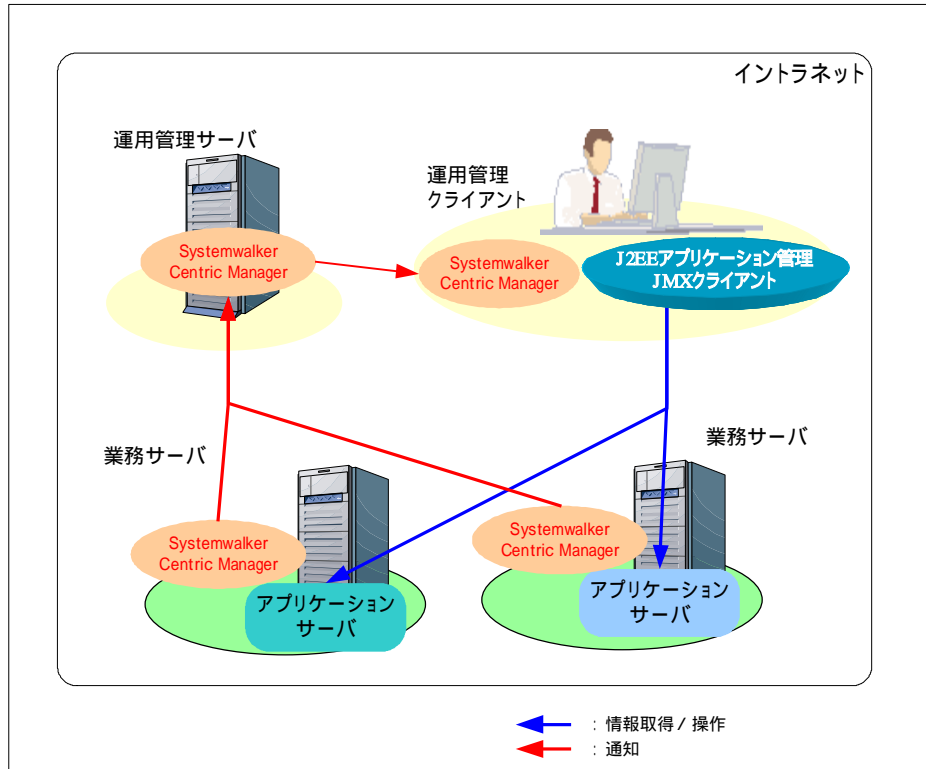 イントラネット
運用管理サーバ
運用管理
クライアント
Systemwalker
Centric Manager
Systemwalker
Centric Manager
J2EEアプリケーション管理
JMXクライアント
業務サーバ
業務サーバ
Systemwalker
Centric Manager
Systemwalker
Centric Manager
アプリケーション
サーバ
アプリケーション
サーバ
: 情報取得 / 操作
: 通知